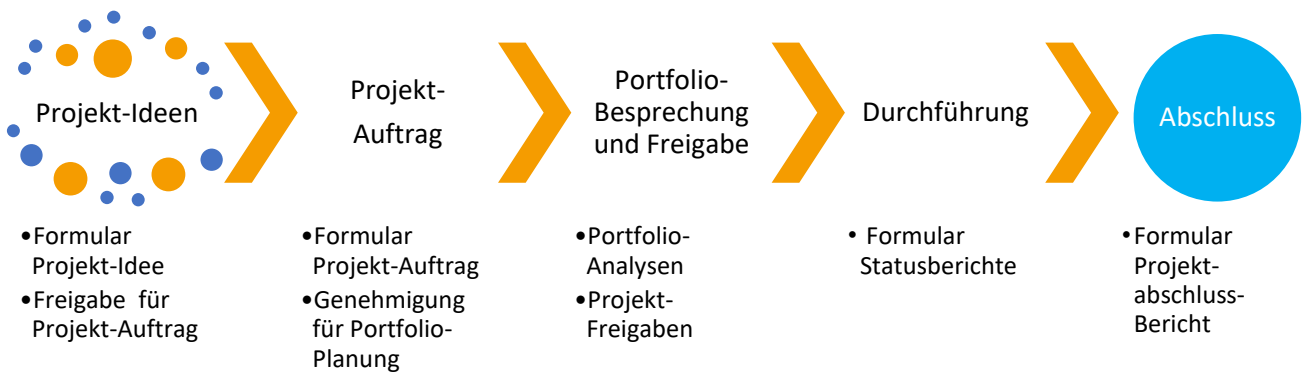 Projekt-Ideen
Projekt-
Auftrag
Portfolio-
Besprechung
und Freigabe
Durchführung
Abschluss
•Formular
Projekt-Idee
•Freigabe für
Projekt-Auftrag
•Formular
Projekt-Auftrag
•Genehmigung
für Portfolio-
Planung
•Portfolio-
Analysen
•Projekt-
Freigaben
• Formular
Statusberichte
•Formular
Projekt-
abschluss-
Bericht